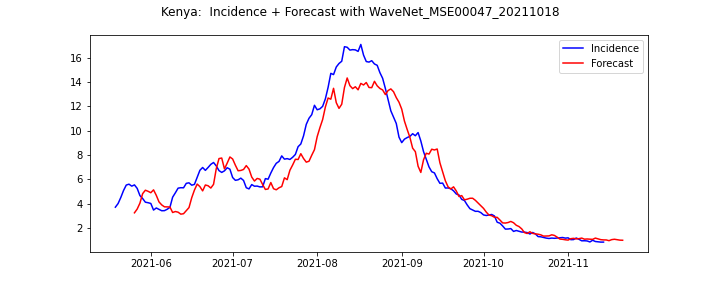 Kenya:  Incidence + Forecast with WaveNet_MSE00047_20211018
Incidence
Forecast
16
14
12
10
8
6
4
2
2021-06 2021-07 2021-08 2021-09 2021-10 2021-11